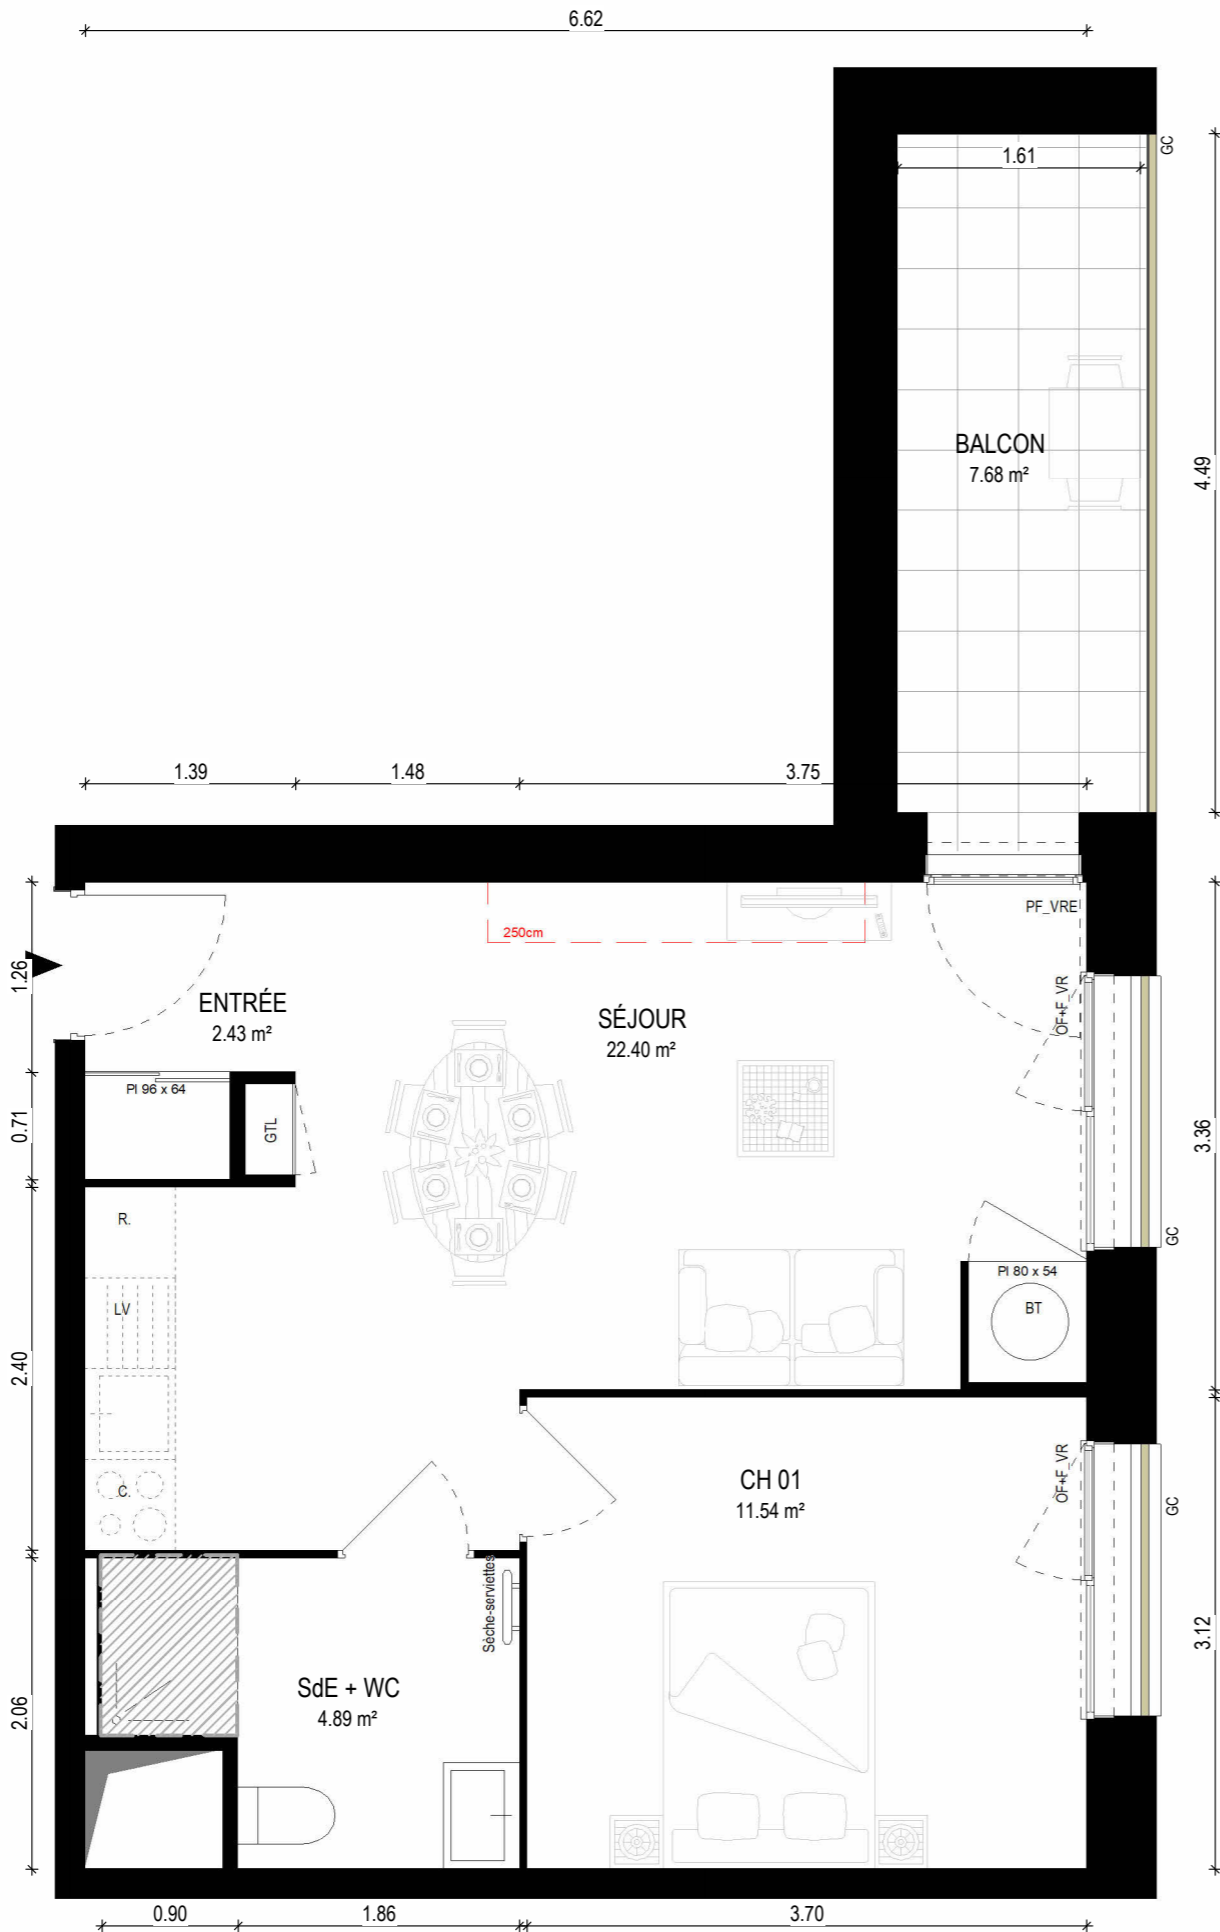 6.62
GC
1.61
BALCON
7.68 m²
4.49
1.39
1.48
3.75
PF_VRE
250cm
1.26
ENTRÉE
2.43 m²
SÉJOUR
22.40 m²
OF+F_VR
PI 96 x 64
GTL
0.71
3.36
R.
GC
LV
PI 80 x 54
BT
2.40
C.
CH 01
11.54 m²
OF+F_VR
GC
Sèche-serviettes
3.12
SdE + WC
4.89 m²
2.06
0.90
1.86
3.70